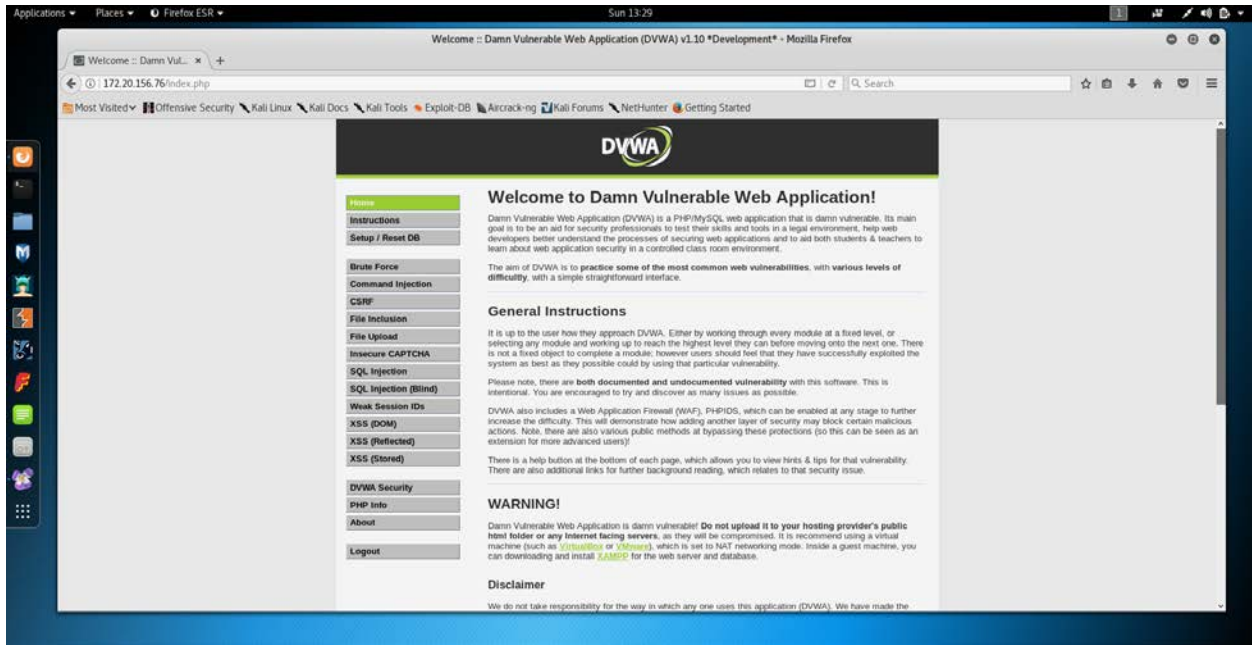 Applications Places Firefox ESR Sun 13:29 1
Welcome :: Damn Vulnerable Web Application (DVWA) v1.10 *Development* - Mozilla Firefox
Welcome :: Damn Vul...
172.20.156.76/index.php
Search
Most Visited Offensive Security Kali Linux Kali Docs Kali Tools Exploit-DB Aircrack-ng Kali Forums NetHunter Getting Started
DVWA
Home
Instructions
Setup / Reset DB
Brute Force
Command Injection
CSRF
File Inclusion
File Upload
Insecure CAPTCHA
SQL Injection
SQL Injection (Blind)
Weak Session IDs
XSS (DOM)
XSS (Reflected)
XSS (Stored)
DVWA Security
PHP Info
About
Logout
Welcome to Damn Vulnerable Web Application!
Damn Vulnerable Web Application (DVWA) is a PHP/MySQL web application that is damn vulnerable. Its main
goal is to be an aid for security professionals to test their skills and tools in a legal environment, help web
developers better understand the processes of securing web applications and to aid both students & teachers to
learn about web application security in a controlled class room environment.
The aim of DVWA is to practice some of the most common web vulnerabilities, with various levels of
difficultly, with a simple straightforward interface.
General Instructions
It is up to the user how they approach DVWA. Either by working through every module at a fixed level, or
selecting any module and working up to reach the highest level they can before moving onto the next one. There
is not a fixed object to complete a module; however users should feel that they have successfully exploited the
system as best as they possible could by using that particular vulnerability.
Please note, there are both documented and undocumented vulnerability with this software. This is
intentional. You are encouraged to try and discover as many issues as possible.
DVWA also includes a Web Application Firewall (WAF), PHPIDS, which can be enabled at any stage to further
increase the difficulty. This will demonstrate how adding another layer of security may block certain malicious
actions. Note, there are also various public methods at bypassing these protections (so this can be seen as an
extension for more advanced users)!
There is a help button at the bottom of each page, which allows you to view hints & tips for that vulnerability.
There are also additional links for further background reading, which relates to that security issue.
WARNING!
Damn Vulnerable Web Application is damn vulnerable! Do not upload it to your hosting provider's public
html folder or any Internet facing servers, as they will be compromised. It is recommend using a virtual
machine (such as VirtualBox or VMware), which is set to NAT networking mode. Inside a guest machine, you
can downloading and install XAMPP for the web server and database.
Disclaimer
We do not take responsibility for the way in which any one uses this application (DVWA). We have made the